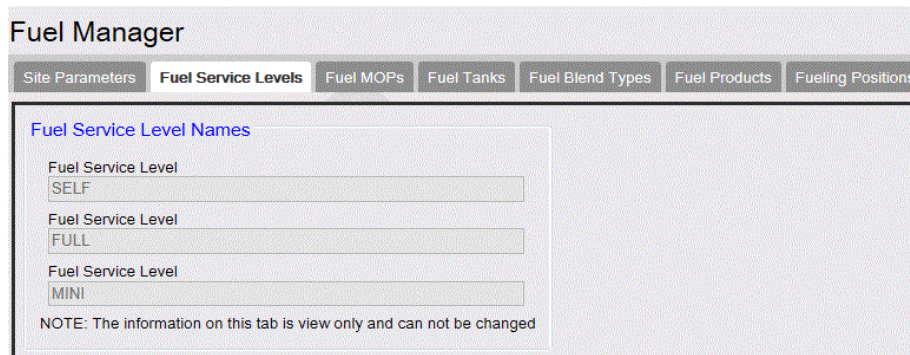 Fuel Manager
Site Parameters Fuel Service Levels Fuel MOPs Fuel Tanks Fuel Blend Types Fuel Products Fueling Positions
Fuel Service Level Names
Fuel Service Level
SELF
Fuel Service Level
FULL
Fuel Service Level
MINI
NOTE: The information on this tab is view only and can not be changed